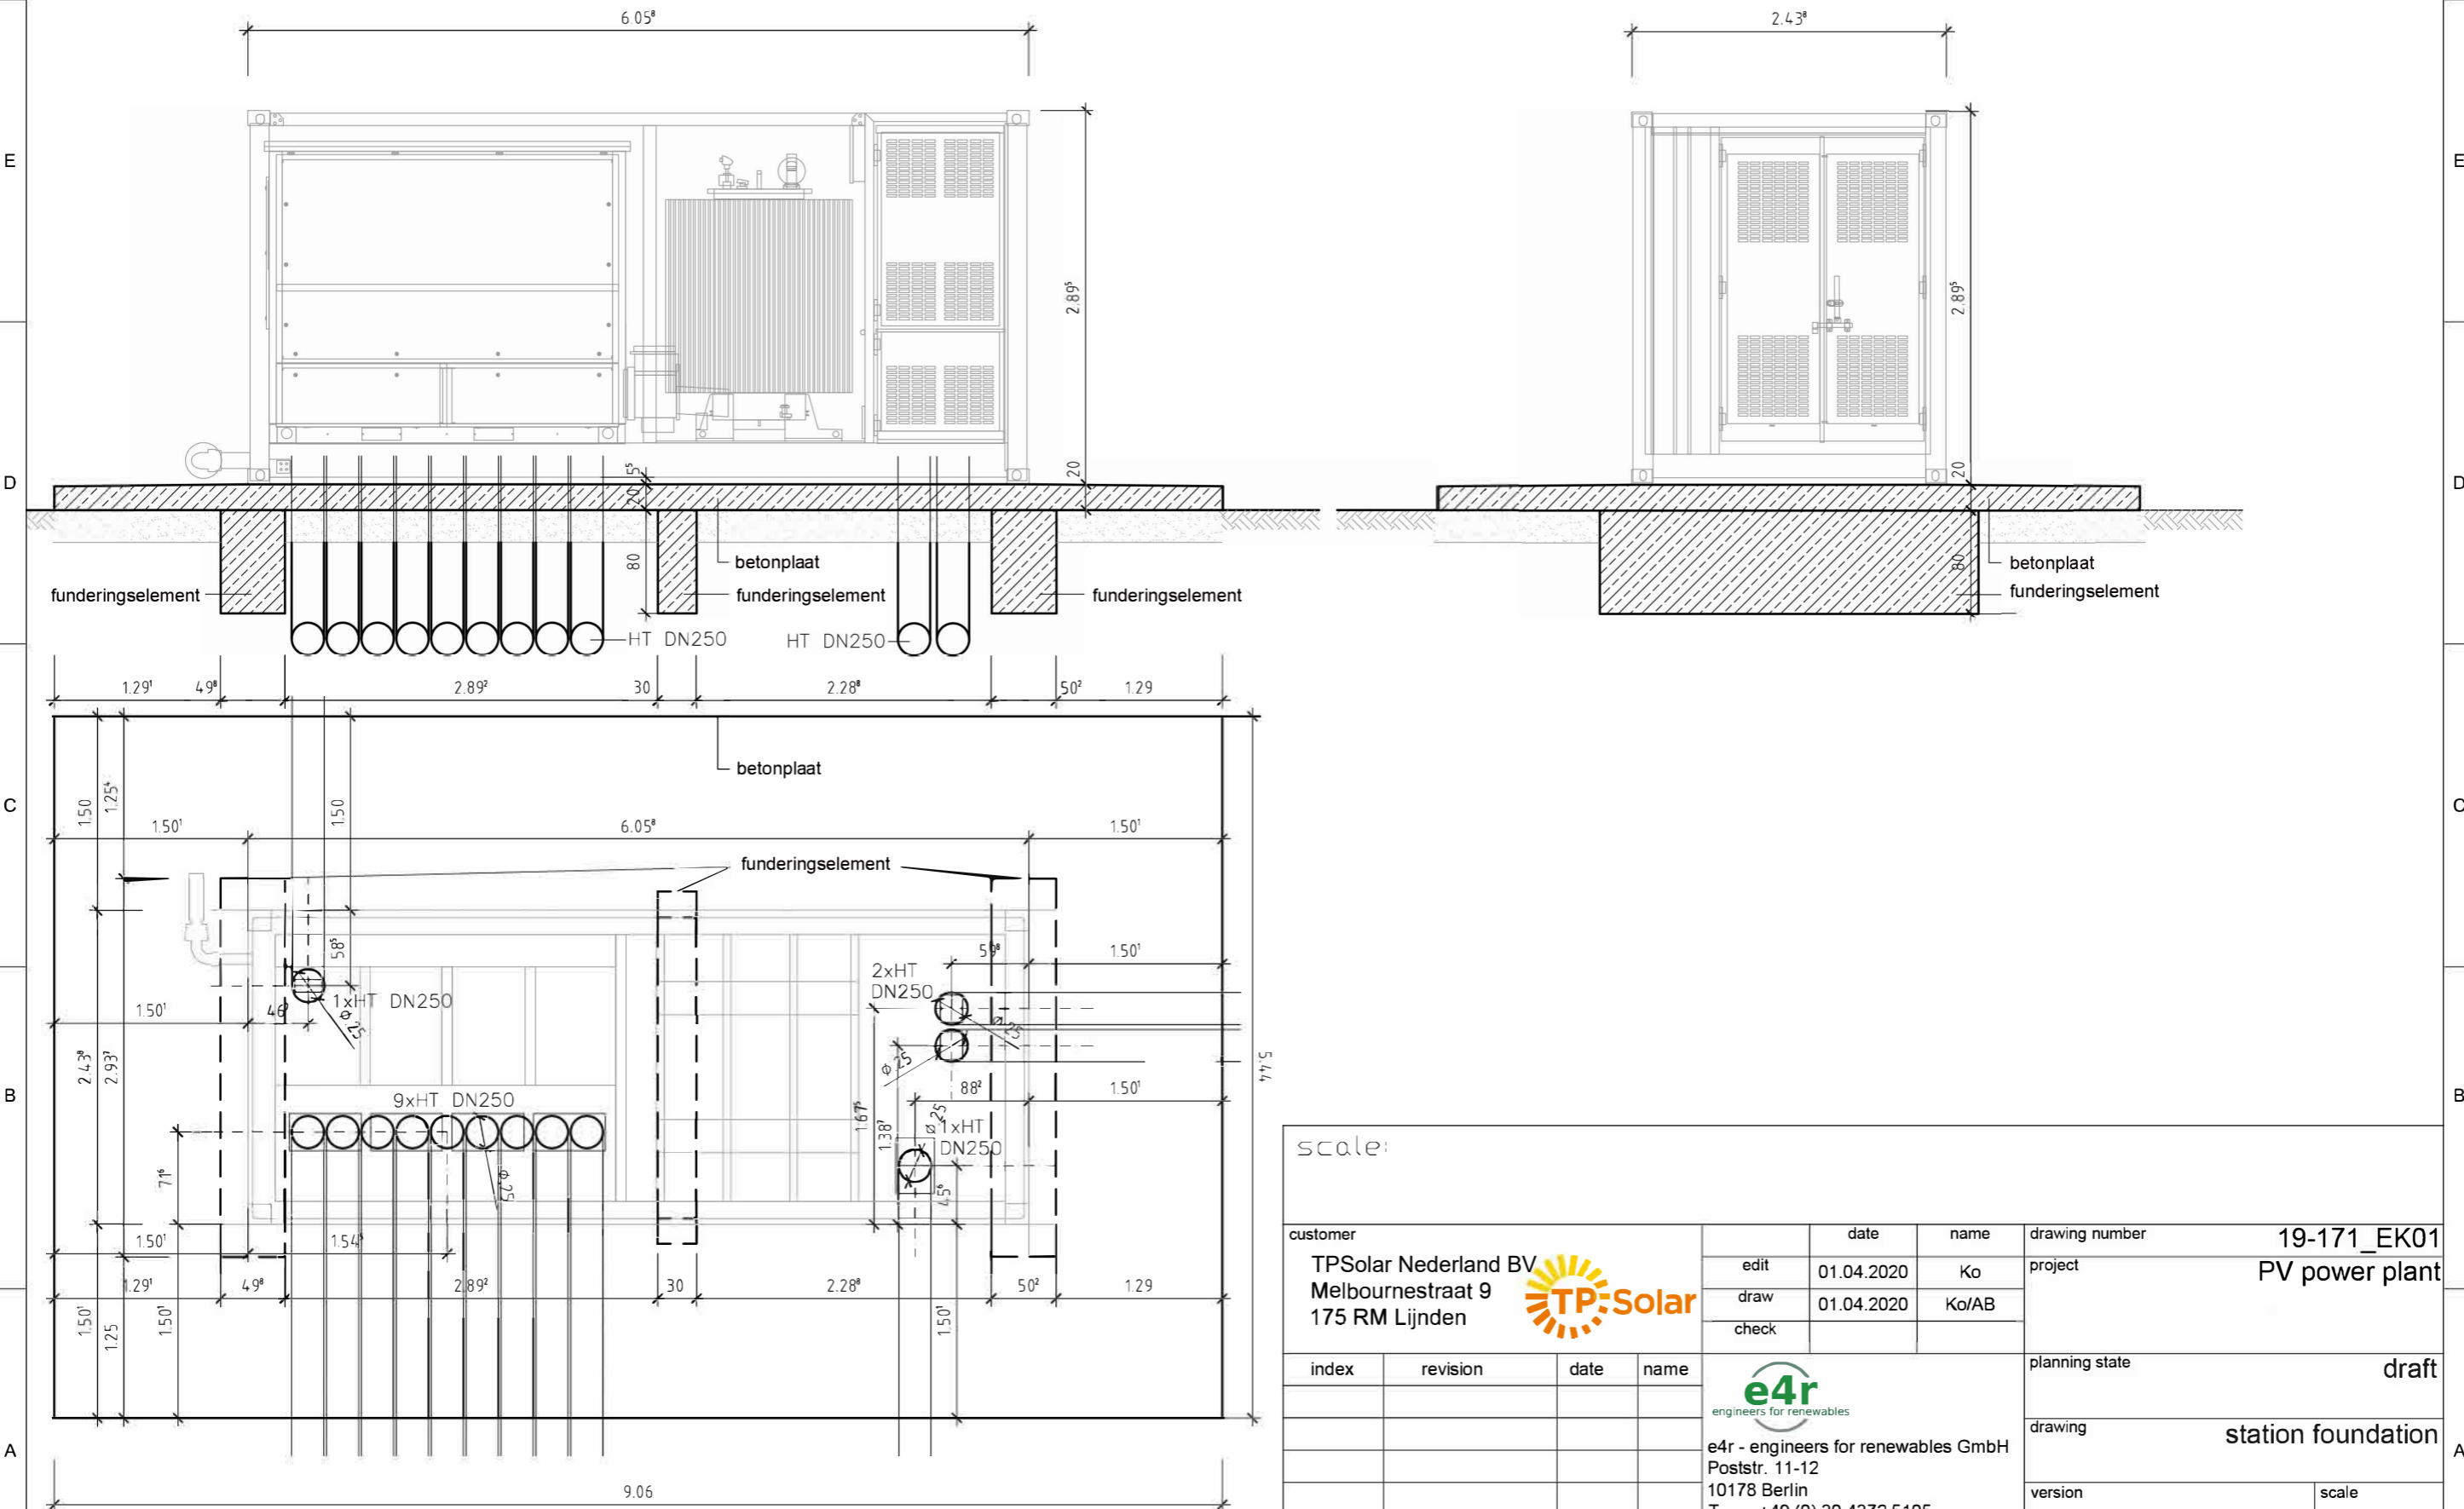 6.05⁸
2.43⁸
E
E
2.89⁵
2.89⁵
D
D
5⁵
20
20
20
80
80
betonplaat
betonplaat
funderingselement
funderingselement
funderingselement
funderingselement
HT DN250
HT DN250
1.29¹
49⁸
2.89²
30
2.28⁸
50²
1.29
betonplaat
C
C
1.50
1.25⁴
1.50
1.50¹
6.05⁸
1.50¹
funderingselement
58⁵
59⁸
1.50¹
2xHT
DN250
1xHT DN250
1.50¹
46²
Φ.25
Φ.25
Φ.25
5.44
2.43⁸
2.93⁷
88²
1.50¹
B
B
9xHT DN250
1.67⁵
1.38⁷
Φ.25
1xHT
DN250
71⁶
Φ.25
45⁶
1.50¹
1.54⁵
1.29¹
49⁸
2.89²
30
2.28⁸
50²
1.29
1.50¹
1.25
1.50¹
1.50¹
A
A
9.06
scale:
customer
TPSolar Nederland BV
Melbournestraat 9
175 RM Lijnden
TP Solar
date
name
edit
01.04.2020
Ko
draw
01.04.2020
Ko/AB
check
drawing number
19-171_EK01
project
PV power plant
index
revision
date
name
e4r
engineers for renewables
e4r - engineers for renewables GmbH
Poststr. 11-12
10178 Berlin
planning state
draft
drawing
station foundation
version
scale